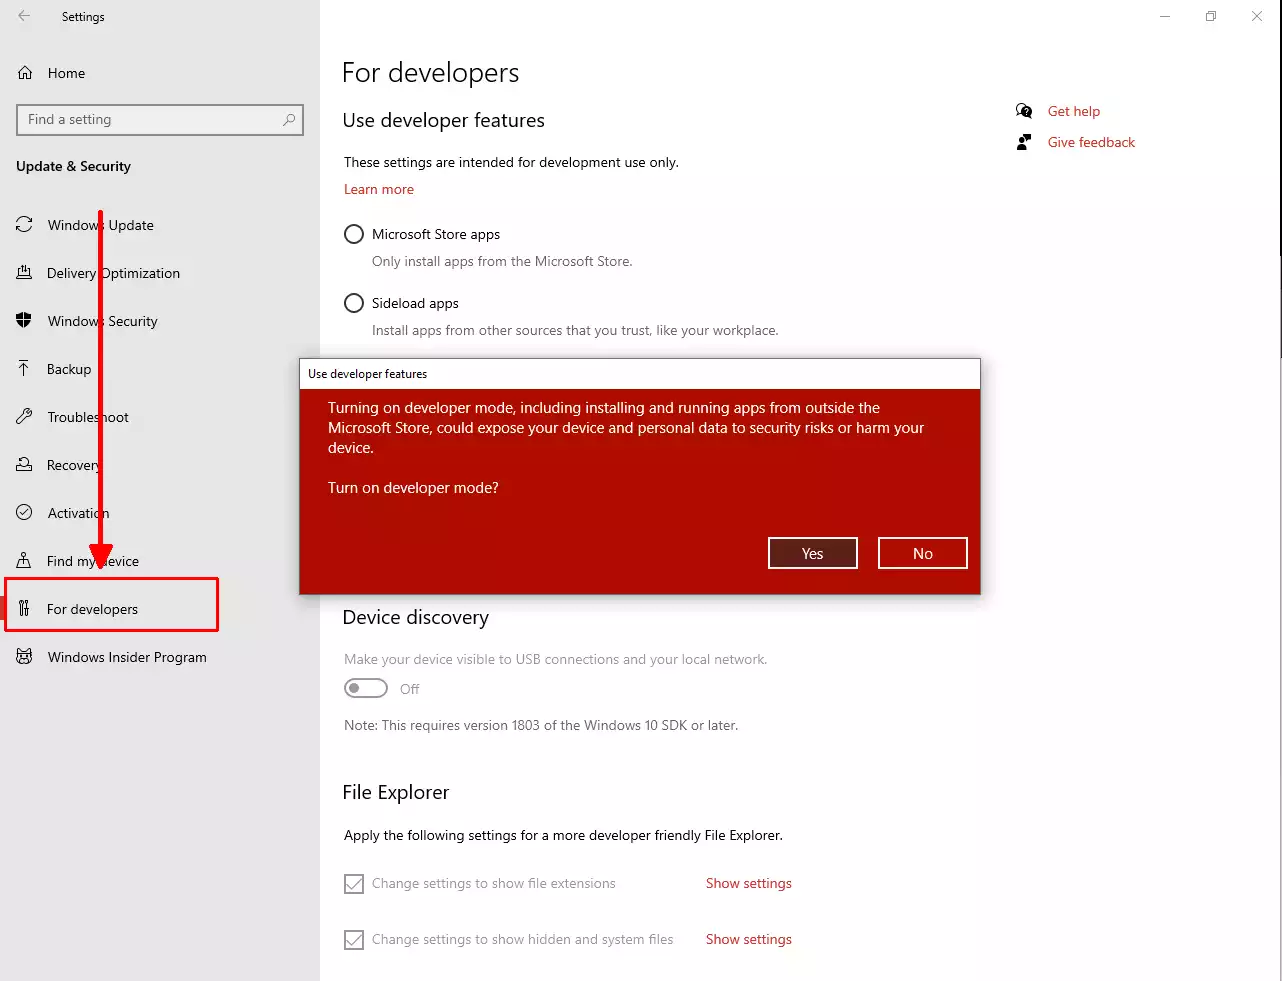 Settings
Home
Find a setting
Update & Security
Windows Update
Delivery Optimization
Windows Security
Backup
Troubleshoot
Recovery
Activation
Find my device
For developers
Windows Insider Program
For developers
Use developer features
These settings are intended for development use only.
Learn more
Microsoft Store apps
Only install apps from the Microsoft Store.
Sideload apps
Install apps from other sources that you trust, like your workplace.
Get help
Give feedback
Use developer features
Turning on developer mode, including installing and running apps from outside the
Microsoft Store, could expose your device and personal data to security risks or harm your
device.
Turn on developer mode?
Yes
No
Device discovery
Make your device visible to USB connections and your local network.
Off
Note: This requires version 1803 of the Windows 10 SDK or later.
File Explorer
Apply the following settings for a more developer friendly File Explorer.
Change settings to show file extensions
Show settings
Change settings to show hidden and system files
Show settings